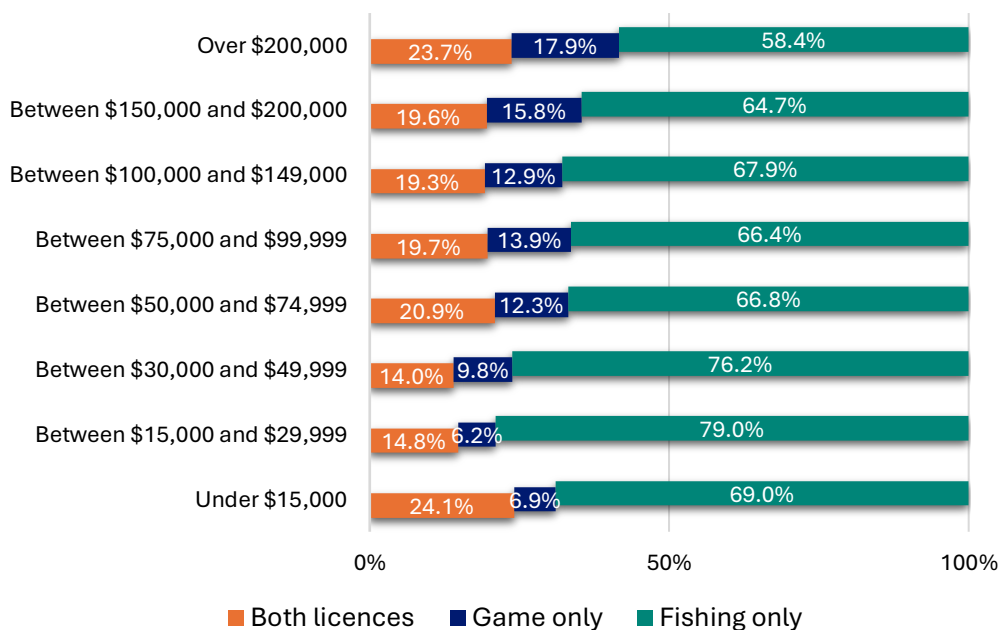 Over $200,000 23.7% 17.9% 58.4%
Between $150,000 and $200,000 19.6% 15.8% 64.7%
Between $100,000 and $149,000 19.3% 12.9% 67.9%
Between $75,000 and $99,999 19.7% 13.9% 66.4%
Between $50,000 and $74,999 20.9% 12.3% 66.8%
Between $30,000 and $49,999 14.0% 9.8% 76.2%
Between $15,000 and $29,999 14.8% 6.2% 79.0%
Under $15,000 24.1% 6.9% 69.0%
0% 50% 100%
Both licences Game only Fishing only